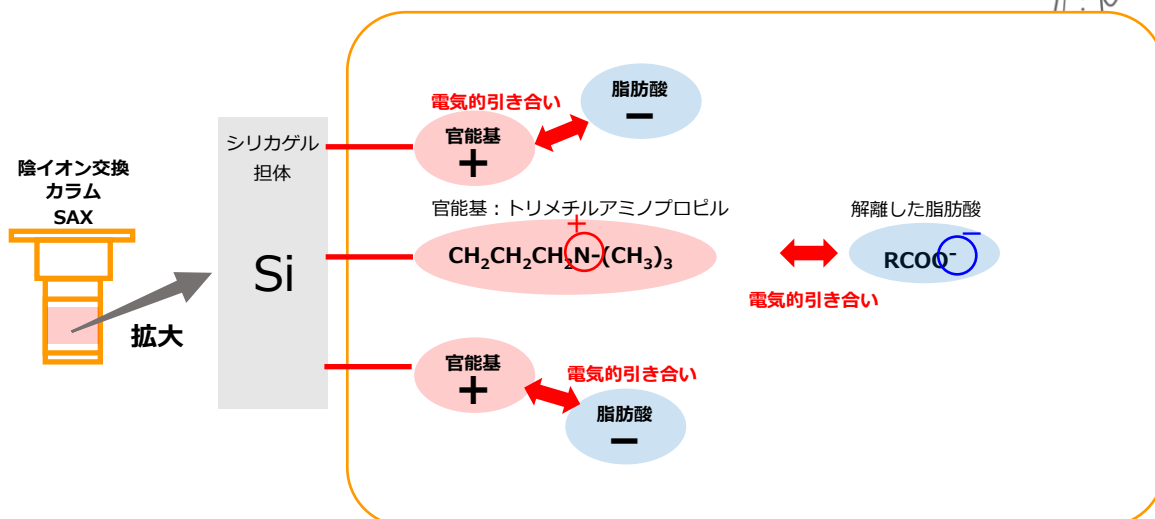 陰イオン交換
カラム
SAX
拡大
シリカゲル
担体
Si
電気的引き合い
官能基
+
脂肪酸
−
官能基：トリメチルアミノプロピル
+
CH₂CH₂CH₂N-(CH₃)₃
解離した脂肪酸
−
RCOO⁻
電気的引き合い
官能基
+
電気的引き合い
脂肪酸
−